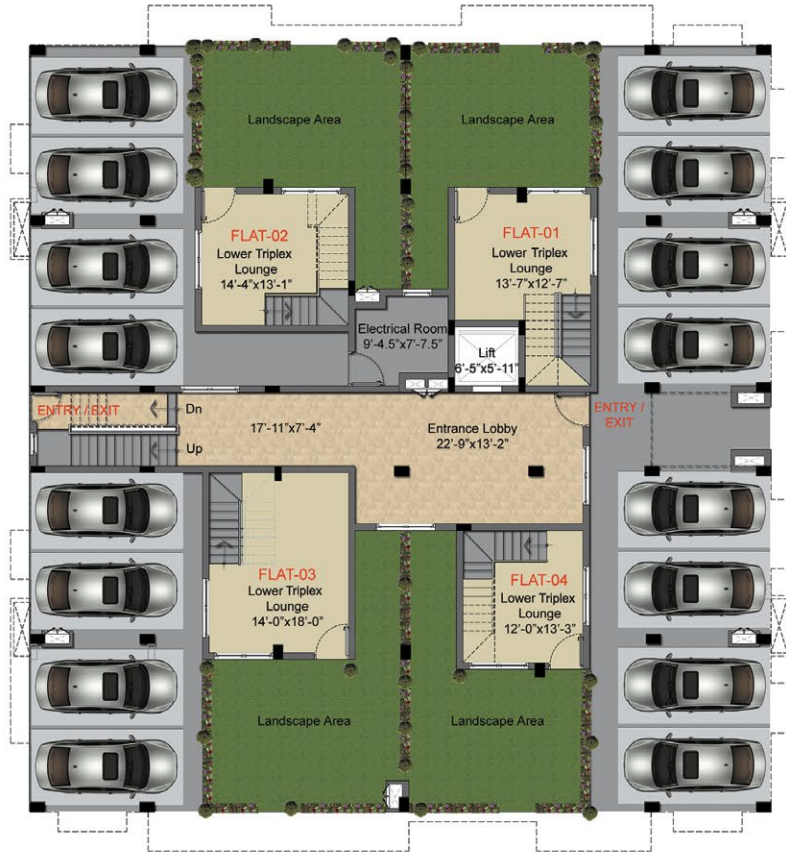 Landscape Area
Landscape Area
FLAT-02
Lower Triplex
Lounge
14'-4"x13'-1"
FLAT-01
Lower Triplex
Lounge
13'-7"x12'-7"
Electrical Room
9'-4.5"x7'-7.5"
Lift
6'-5"x5'-11"
ENTRY / EXIT
Dn
Up
17'-11"x7'-4"
Entrance Lobby
22'-9"x13'-2"
ENTRY /
EXIT
FLAT-03
Lower Triplex
Lounge
14'-0"x18'-0"
FLAT-04
Lower Triplex
Lounge
12'-0"x13'-3"
Landscape Area
Landscape Area